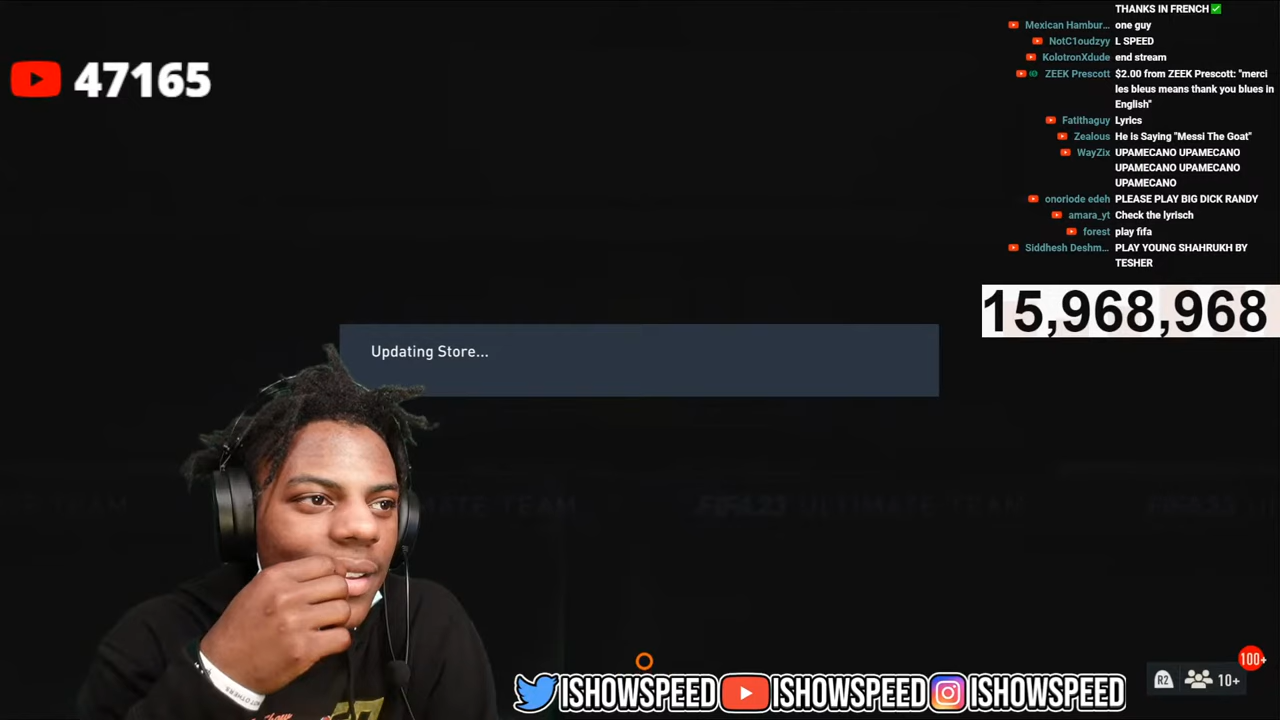 47165
THANKS IN FRENCH ✅
Mexican Hambur... one guy
NotC1oudzyy L SPEED
KolotronXdude end stream
ZEEK Prescott $2.00 from ZEEK Prescott: "merci
les bleus means thank you blues in
English"
Fatithaguy Lyrics
Zealous He is Saying "Messi The Goat"
WayZix UPAMECANO UPAMECANO
UPAMECANO UPAMECANO
UPAMECANO
onoriode edeh PLEASE PLAY BIG DICK RANDY
amara_yt Check the lyrisch
forest play fifa
Siddhesh Deshm... PLAY YOUNG SHAHRUKH BY
TESHER
15,968,968
Updating Store...
FIFA 23 ULTIMATE TEAM
100+
R2 10+
ISHOWSPEED ISHOWSPEED ISHOWSPEED